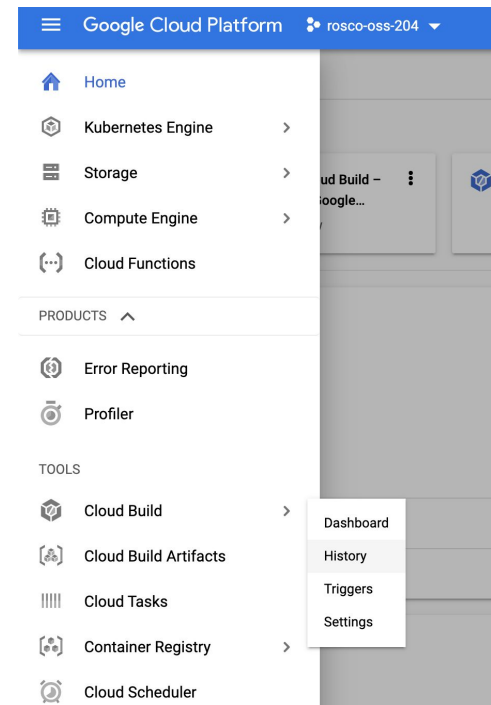 Google Cloud Platform
rosco-oss-204
Home
Kubernetes Engine
Storage
Compute Engine
Cloud Functions
PRODUCTS
Error Reporting
Profiler
TOOLS
Cloud Build
Cloud Build Artifacts
Cloud Tasks
Container Registry
Cloud Scheduler
Dashboard
History
Triggers
Settings
Build –